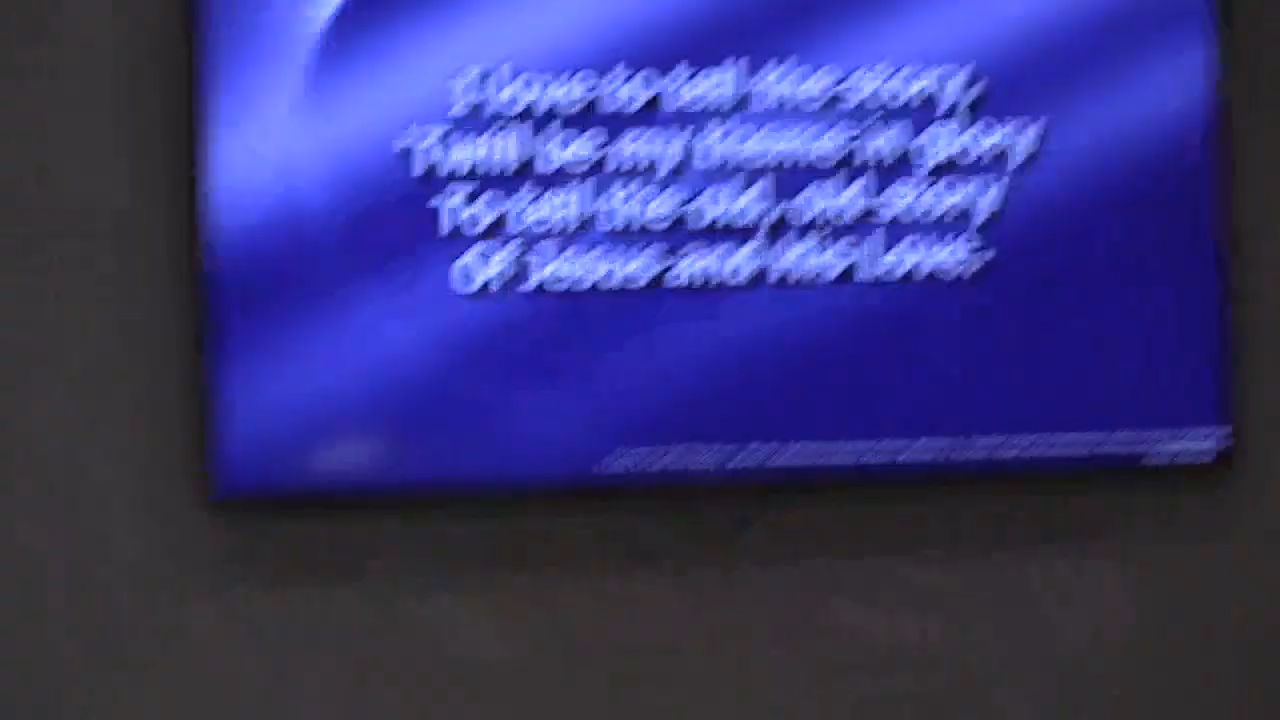 I love to tell the story,
'Twill be my theme in glory
To tell the old, old story
Of Jesus and His Love.